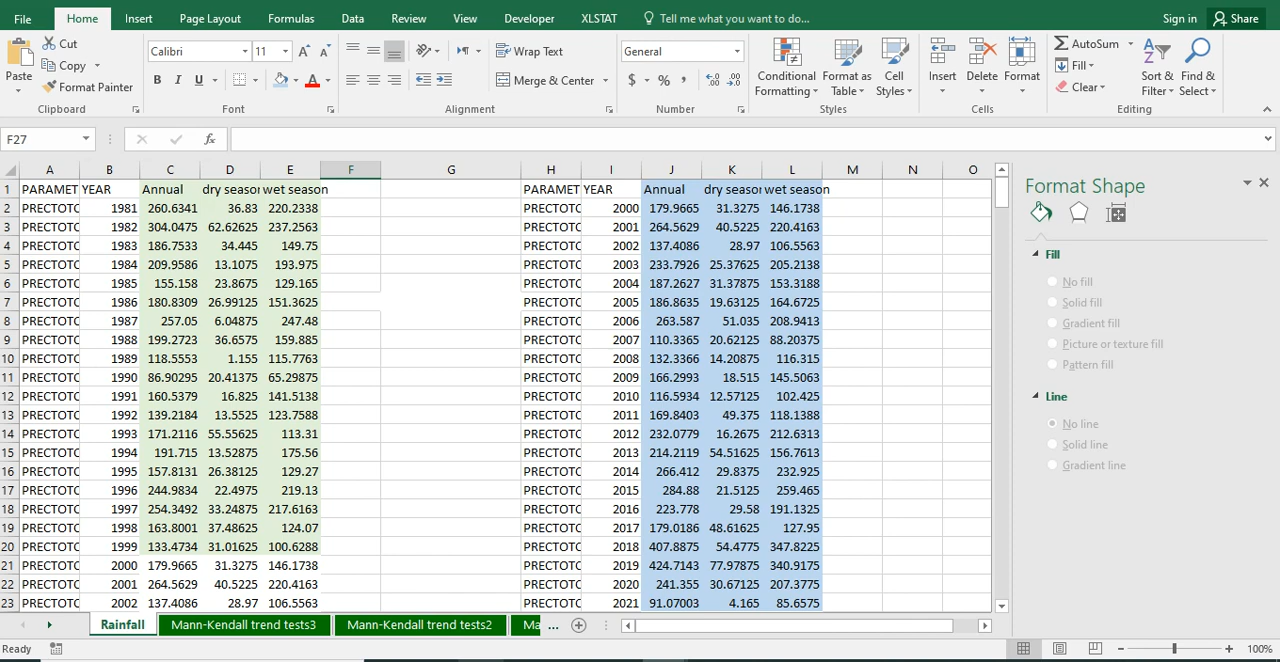 File Home Insert Page Layout Formulas Data Review View Developer XLSTAT Tell me what you want to do... Sign in Share
Paste Cut Copy Format Painter Clipboard
Calibri 11 B I U A Font
Wrap Text Merge & Center Alignment
General $ % Number
Conditional Formatting Format as Table Cell Styles Styles
Insert Delete Format Cells
AutoSum Fill Clear Sort & Filter Find & Select Editing
F27 fx
A B C D E F G H I J K L M N O
1 PARAMET YEAR Annual dry season wet season PARAMET YEAR Annual dry season wet season
2 PRECTOTC 1981 260.6341 36.83 220.2338 PRECTOTC 2000 179.9665 31.3275 146.1738
3 PRECTOTC 1982 304.0475 62.62625 237.2563 PRECTOTC 2001 264.5629 40.5225 220.4163
4 PRECTOTC 1983 186.7533 34.445 149.75 PRECTOTC 2002 137.4086 28.97 106.5563
5 PRECTOTC 1984 209.9586 13.1075 193.975 PRECTOTC 2003 233.7926 25.37625 205.2138
6 PRECTOTC 1985 155.158 23.8675 129.165 PRECTOTC 2004 187.2627 31.37875 153.3188
7 PRECTOTC 1986 180.8309 26.99125 151.3625 PRECTOTC 2005 186.8635 19.63125 164.6725
8 PRECTOTC 1987 257.05 6.04875 247.48 PRECTOTC 2006 263.587 51.035 208.9413
9 PRECTOTC 1988 199.2723 36.6575 159.885 PRECTOTC 2007 110.3365 20.62125 88.20375
10 PRECTOTC 1989 118.5553 1.155 115.7763 PRECTOTC 2008 132.3366 14.20875 116.315
11 PRECTOTC 1990 86.90295 20.41375 65.29875 PRECTOTC 2009 166.2993 18.515 145.5063
12 PRECTOTC 1991 160.5379 16.825 141.5138 PRECTOTC 2010 116.5934 12.57125 102.425
13 PRECTOTC 1992 139.2184 13.5525 123.7588 PRECTOTC 2011 169.8403 49.375 118.1388
14 PRECTOTC 1993 171.2116 55.55625 113.31 PRECTOTC 2012 232.0779 16.2675 212.6313
15 PRECTOTC 1994 191.715 13.52875 175.56 PRECTOTC 2013 214.2119 54.51625 156.7613
16 PRECTOTC 1995 157.8131 26.38125 129.27 PRECTOTC 2014 266.412 29.8375 232.925
17 PRECTOTC 1996 244.9834 22.4975 219.13 PRECTOTC 2015 284.88 21.5125 259.465
18 PRECTOTC 1997 254.3492 33.24875 217.6163 PRECTOTC 2016 223.778 29.58 191.1325
19 PRECTOTC 1998 163.8001 37.48625 124.07 PRECTOTC 2017 179.0186 48.61625 127.95
20 PRECTOTC 1999 133.4734 31.01625 100.6288 PRECTOTC 2018 407.8875 54.4775 347.8225
21 PRECTOTC 2000 179.9665 31.3275 146.1738 PRECTOTC 2019 424.7143 77.97875 340.9175
22 PRECTOTC 2001 264.5629 40.5225 220.4163 PRECTOTC 2020 241.355 30.67125 207.3775
23 PRECTOTC 2002 137.4086 28.97 106.5563 PRECTOTC 2021 91.07003 4.165 85.6575
Format Shape
Fill
No fill
Solid fill
Gradient fill
Picture or texture fill
Pattern fill
Line
No line
Solid line
Gradient line
Rainfall Mann-Kendall trend tests3 Mann-Kendall trend tests2 Ma ...
Ready 100%